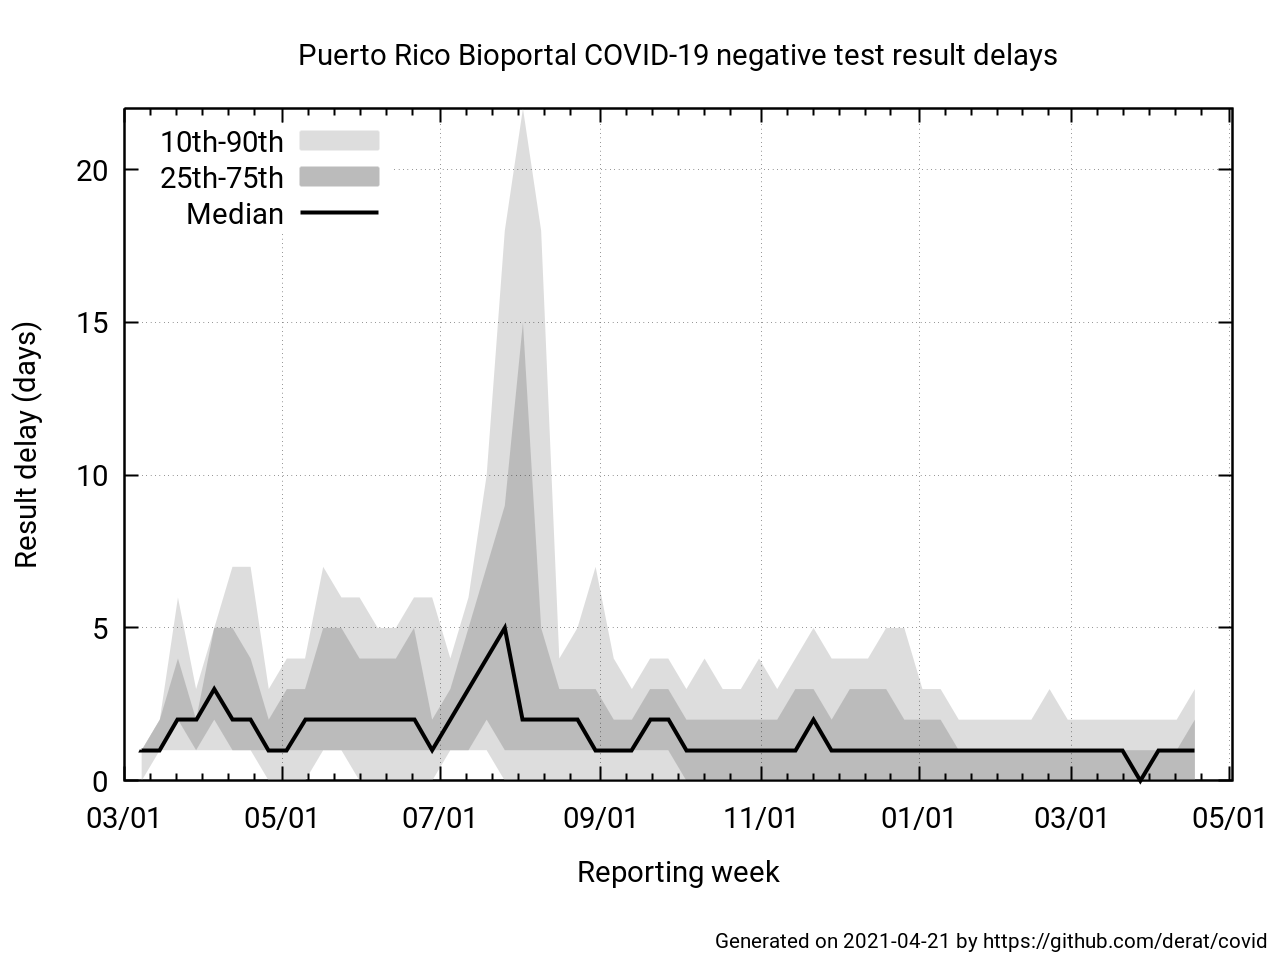 Puerto Rico Bioportal COVID-19 negative test result delays
10th-90th
25th-75th
Median
20
15
10
5
0
Result delay (days)
03/01 05/01 07/01 09/01 11/01 01/01 03/01 05/01
Reporting week
Generated on 2021-04-21 by https://github.com/derat/covid